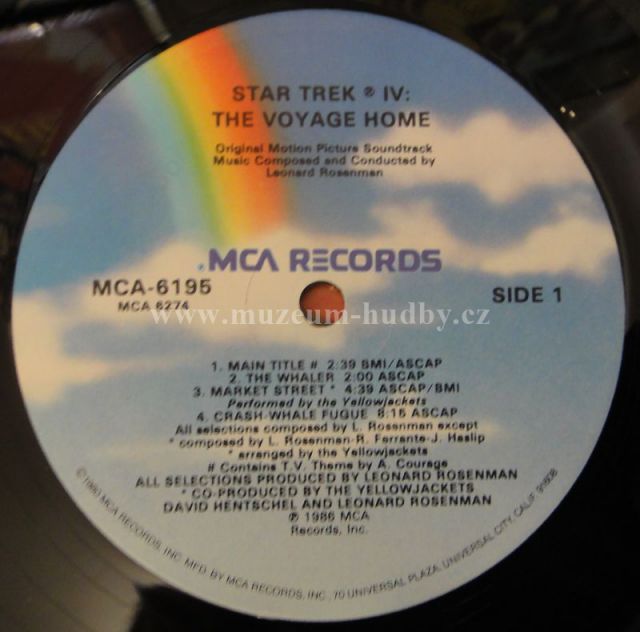 STAR TREK ® IV:
THE VOYAGE HOME
Original Motion Picture Soundtrack
Music Composed and Conducted by
Leonard Rosenman
MCA RECORDS
MCA-6195
MCA 6274
SIDE 1
www.muzeum-hudby.cz
1. MAIN TITLE # 2:39 BMI/ASCAP
2. THE WHALER 2:00 ASCAP
3. MARKET STREET * 4:39 ASCAP/BMI
Performed by the Yellowjackets
4. CRASH-WHALE FUGUE 8:15 ASCAP
All selections composed by L. Rosenman except
* composed by L. Rosenman-R. Ferrante-J. Haslip
* arranged by the Yellowjackets
# Contains T.V. Theme by A. Courage
ALL SELECTIONS PRODUCED BY LEONARD ROSENMAN
* CO-PRODUCED BY THE YELLOWJACKETS
DAVID HENTSCHEL AND LEONARD ROSENMAN
℗ 1986 MCA
Records, Inc.
©1980 MCA RECORDS, INC. MFD. BY MCA RECORDS, INC., 70 UNIVERSAL PLAZA, UNIVERSAL CITY, CALIF. 91608